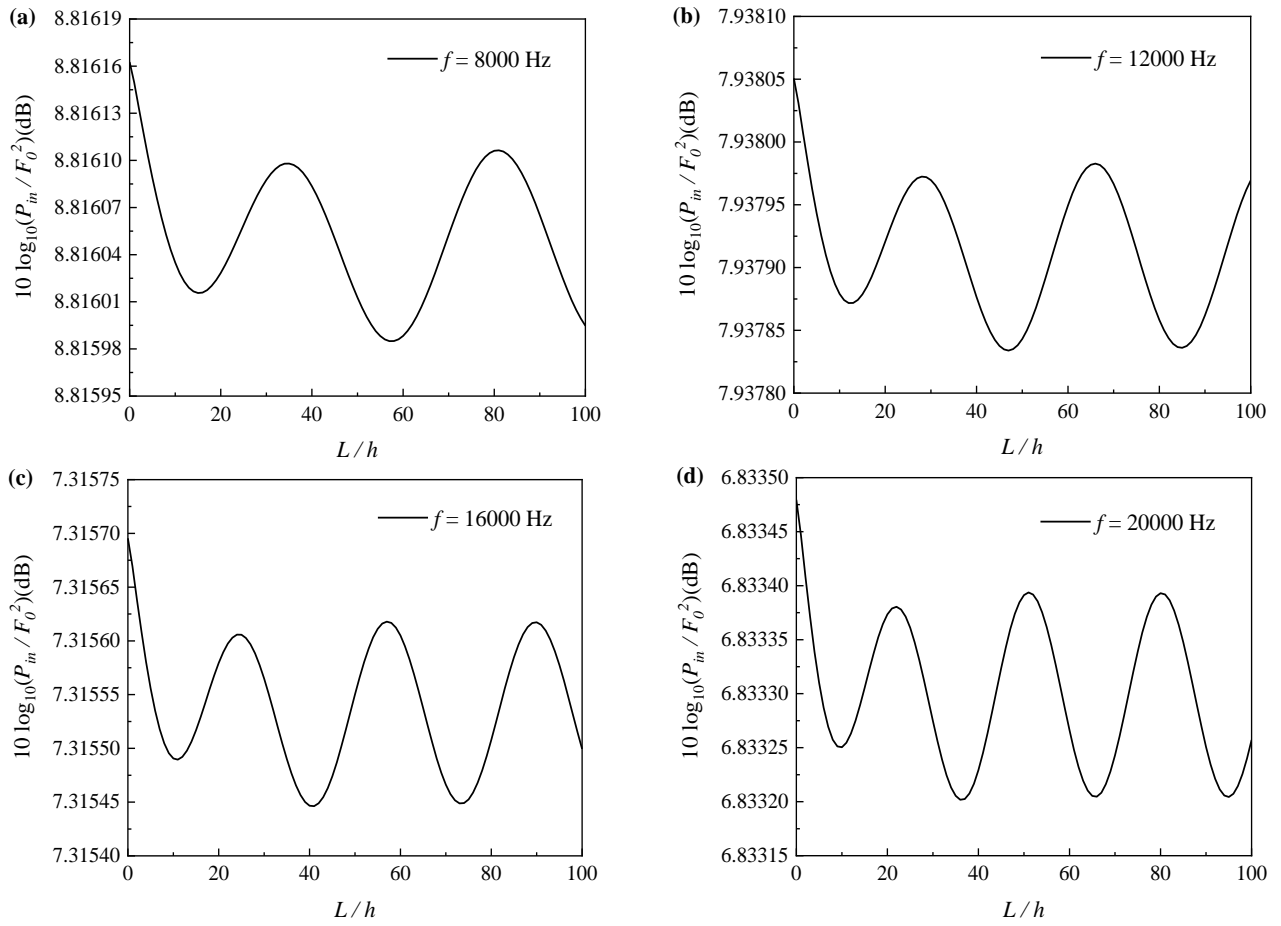 (a)
8.81619
8.81616
8.81613
8.81610
8.81607
8.81604
8.81601
8.81598
8.81595
10 log10(Pin / F0^2)(dB)
f = 8000 Hz
0 20 40 60 80 100
L / h
(b)
7.93810
7.93805
7.93800
7.93795
7.93790
7.93785
7.93780
10 log10(Pin / F0^2)(dB)
f = 12000 Hz
0 20 40 60 80 100
L / h
(c)
7.31575
7.31570
7.31565
7.31560
7.31555
7.31550
7.31545
7.31540
10 log10(Pin / F0^2)(dB)
f = 16000 Hz
0 20 40 60 80 100
L / h
(d)
6.83350
6.83345
6.83340
6.83335
6.83330
6.83325
6.83320
6.83315
10 log10(Pin / F0^2)(dB)
f = 20000 Hz
0 20 40 60 80 100
L / h